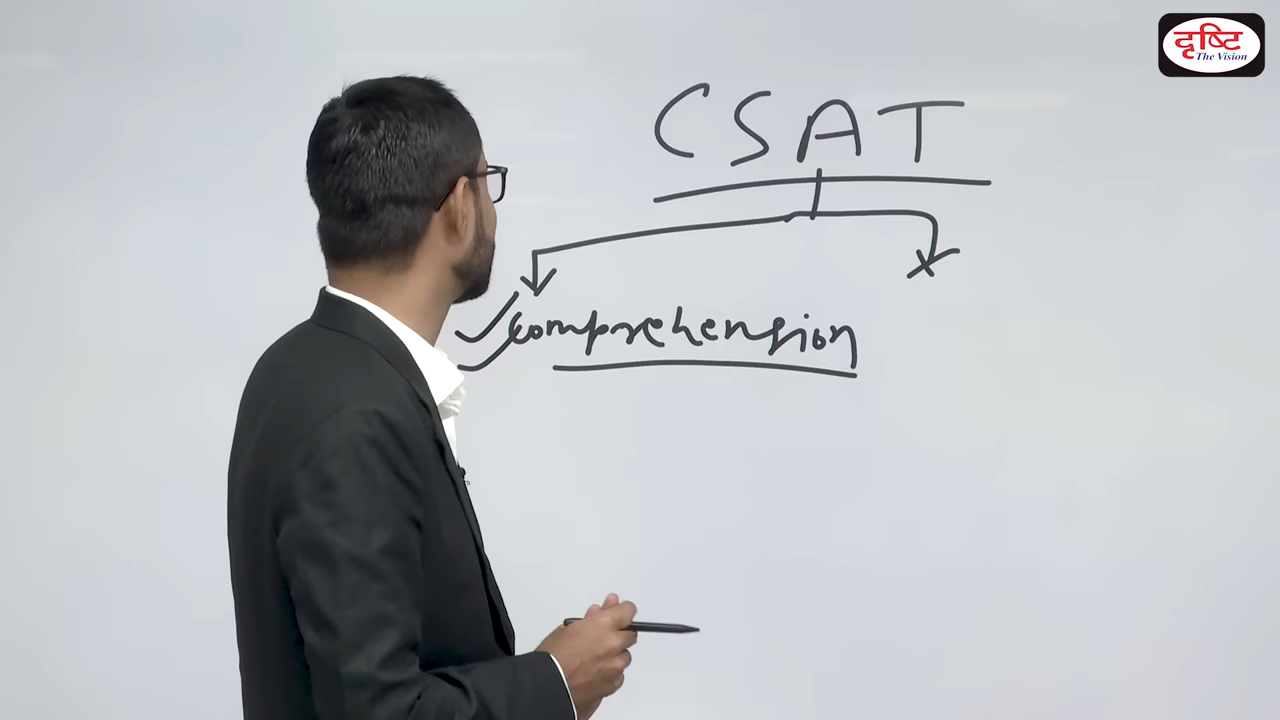 दृष्टि
The Vision
CSAT
comprehension